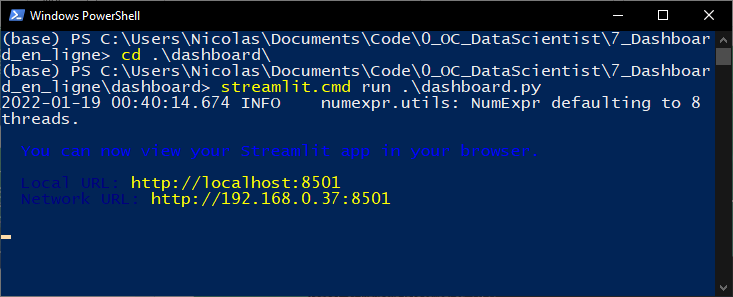 Windows PowerShell
(base) PS C:\Users\Nicolas\Documents\Code\0_OC_DataScientist\7_Dashboar
d_en_ligne> cd .\dashboard\
(base) PS C:\Users\Nicolas\Documents\Code\0_OC_DataScientist\7_Dashboar
d_en_ligne\dashboard> streamlit.cmd run .\dashboard.py
2022-01-19 00:40:14.674 INFO    numexpr.utils: NumExpr defaulting to 8
threads.
You can now view your Streamlit app in your browser.
Local URL: http://localhost:8501
Network URL: http://192.168.0.37:8501